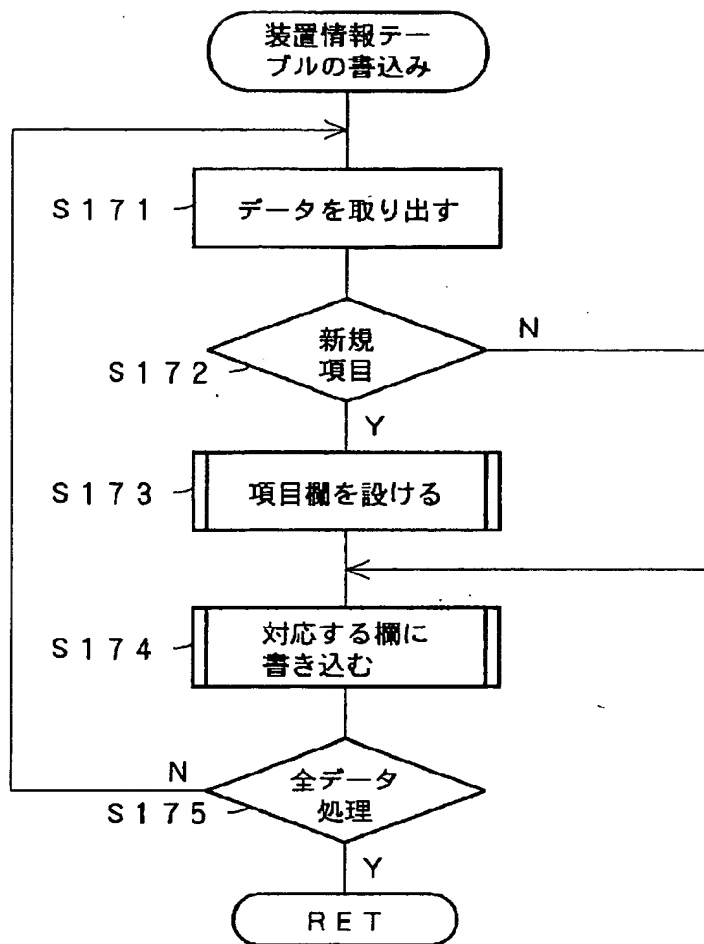 装置情報テー
ブルの書込み
S171
データを取り出す
S172
新規
項目
N
Y
S173
項目欄を設ける
S174
対応する欄に
書き込む
N
S175
全データ
処理
Y
RET